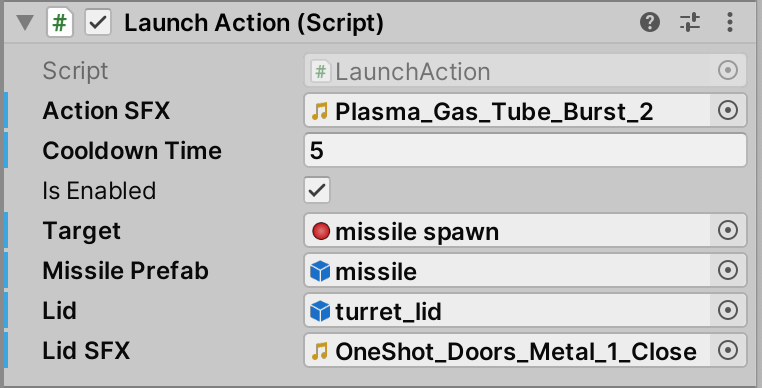 # Launch Action (Script)
Script # LaunchAction
Action SFX Plasma_Gas_Tube_Burst_2
Cooldown Time 5
Is Enabled
Target missile spawn
Missile Prefab missile
Lid turret_lid
Lid SFX OneShot_Doors_Metal_1_Close